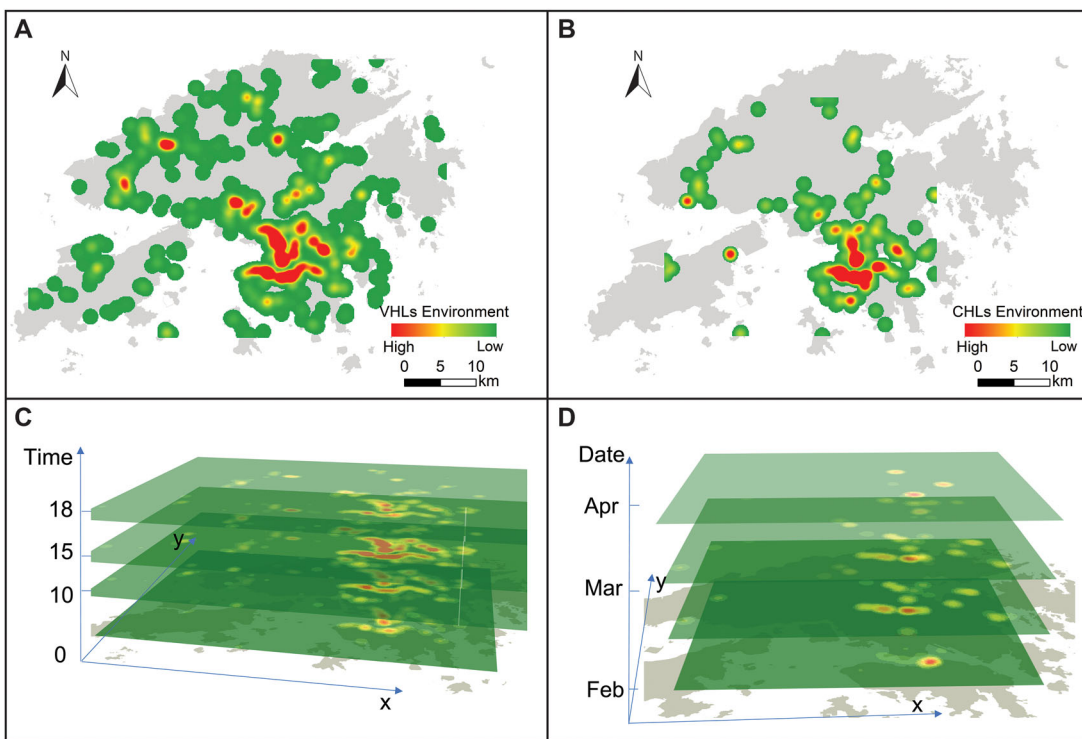 A
N
VHLs Environment
High Low
0 5 10
km
B
N
CHLs Environment
High Low
0 5 10
km
C
Time
18
15
10
0
y
x
D
Date
Apr
Mar
Feb
y
x